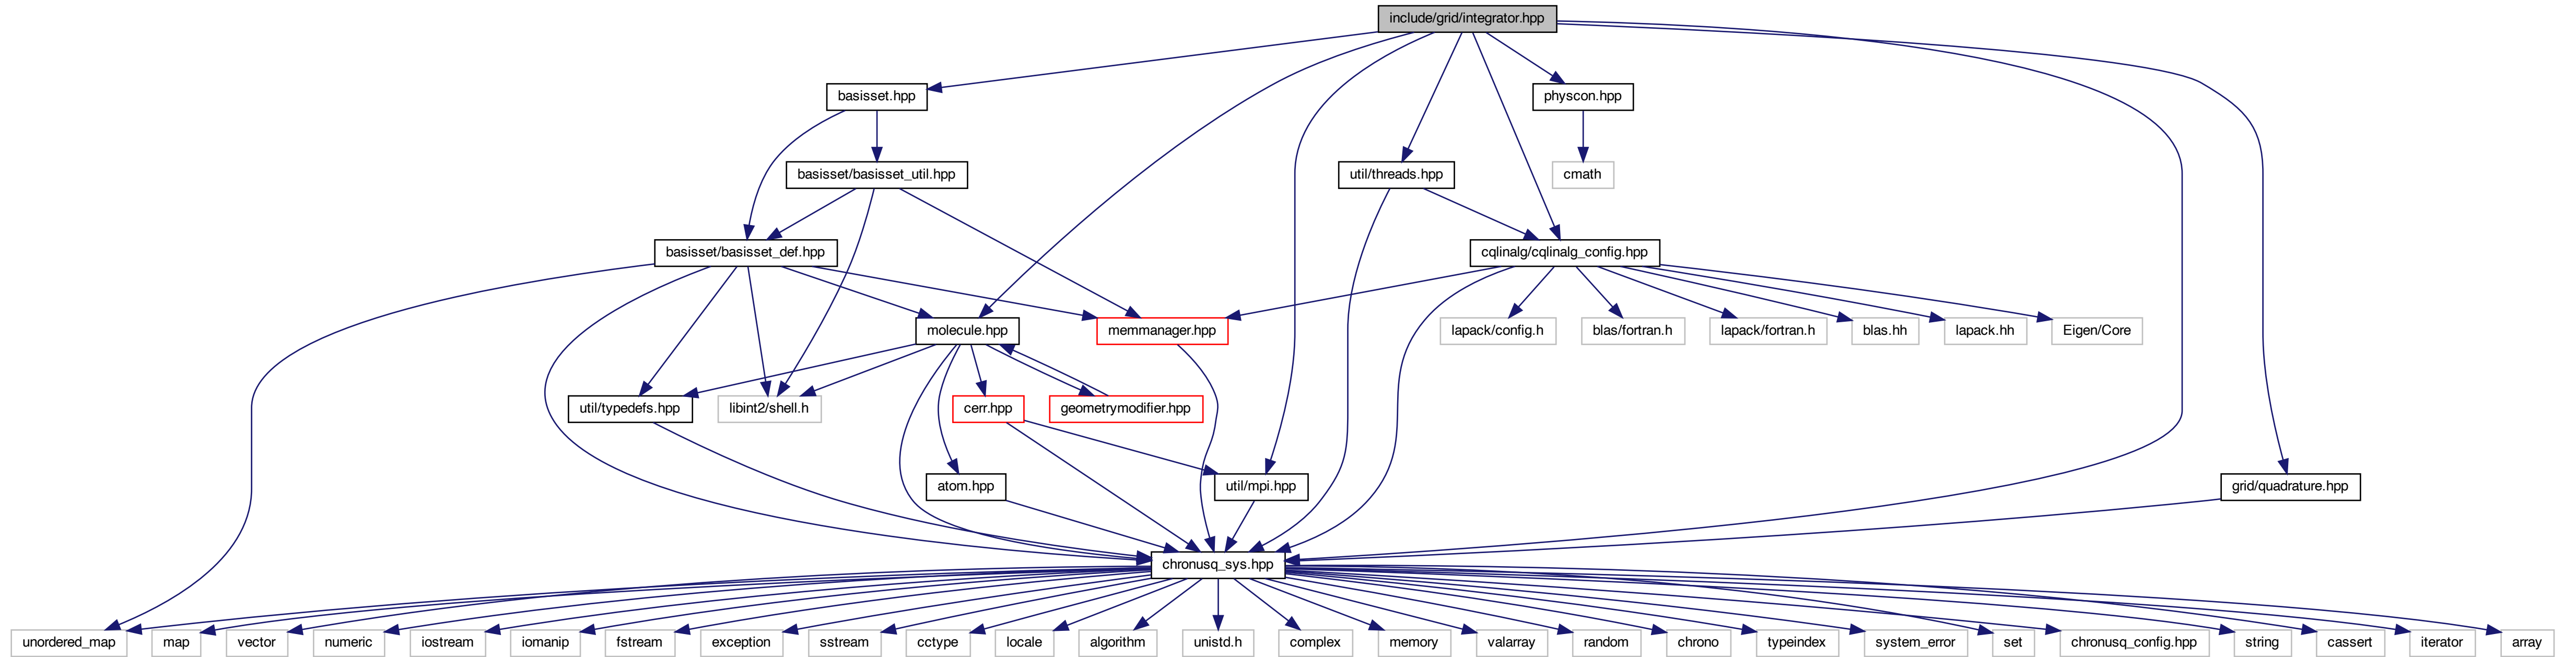 include/grid/integrator.hpp
basisset.hpp
physcon.hpp
basisset/basisset_util.hpp
util/threads.hpp
cmath
basisset/basisset_def.hpp
cqlinalg/cqlinalg_config.hpp
molecule.hpp
memmanager.hpp
lapack/config.h
blas/fortran.h
lapack/fortran.h
blas.hh
lapack.hh
Eigen/Core
util/typedefs.hpp
libint2/shell.h
cerr.hpp
geometrymodifier.hpp
atom.hpp
util/mpi.hpp
grid/quadrature.hpp
chronusq_sys.hpp
unordered_map
map
vector
numeric
iostream
iomanip
fstream
exception
sstream
cctype
locale
algorithm
unistd.h
complex
memory
valarray
random
chrono
typeindex
system_error
set
chronusq_config.hpp
string
cassert
iterator
array